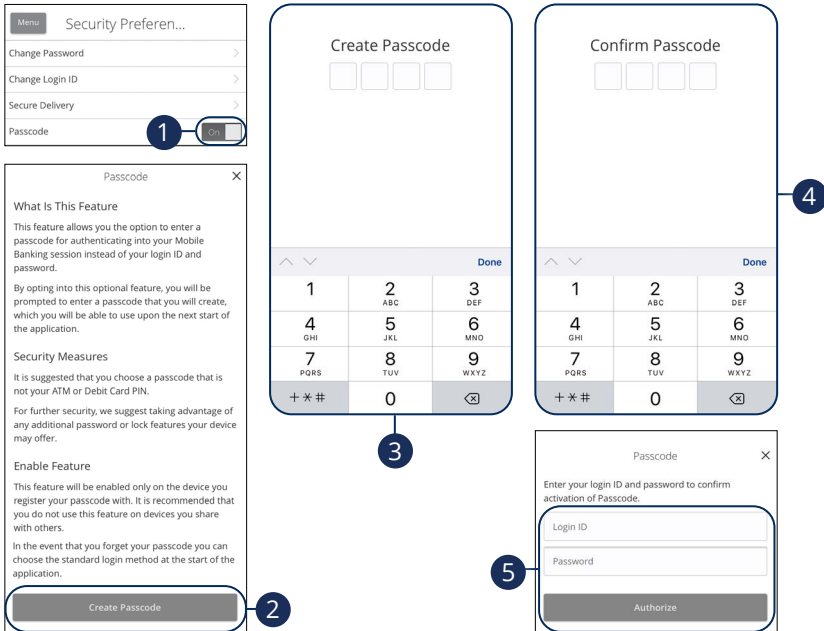 Menu
Security Preferen...
Change Password
Change Login ID
Secure Delivery
Passcode
On
1
Passcode
What Is This Feature
This feature allows you the option to enter a
passcode for authenticating into your Mobile
Banking session instead of your login ID and
password.
By opting into this optional feature, you will be
prompted to enter a passcode that you will create,
which you will be able to use upon the next start of
the application.
Security Measures
It is suggested that you choose a passcode that is
not your ATM or Debit Card PIN.
For further security, we suggest taking advantage of
any additional password or lock features your device
may offer.
Enable Feature
This feature will be enabled only on the device you
register your passcode with. It is recommended that
you do not use this feature on devices you share
with others.
In the event that you forget your passcode you can
choose the standard login method at the start of the
application.
Create Passcode
2
Create Passcode
Done
1 2 3
ABC DEF
4 5 6
GHI JKL MNO
7 8 9
PQRS TUV WXYZ
+*# 0
3
Confirm Passcode
Done
1 2 3
ABC DEF
4 5 6
GHI JKL MNO
7 8 9
PQRS TUV WXYZ
+*# 0
4
Passcode
Enter your login ID and password to confirm
activation of Passcode.
Login ID
Password
Authorize
5